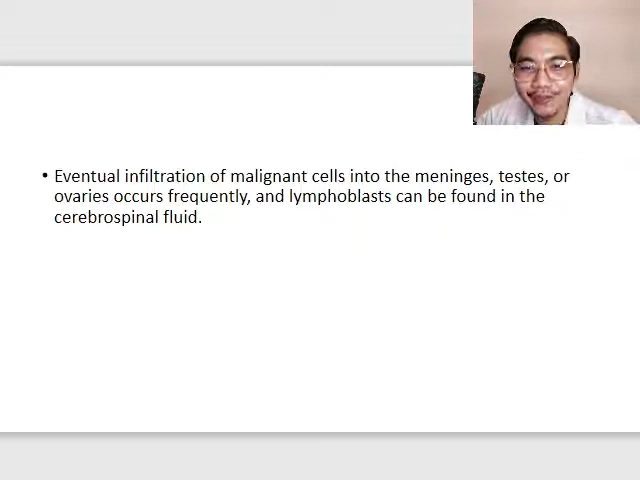 • Eventual infiltration of malignant cells into the meninges, testes, or
ovaries occurs frequently, and lymphoblasts can be found in the
cerebrospinal fluid.